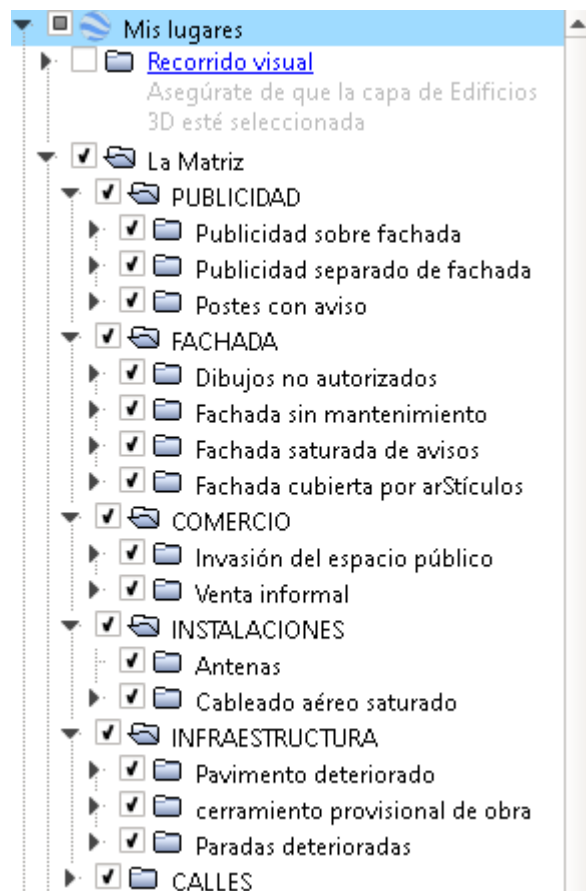 Mis lugares
Recorrido visual
Asegúrate de que la capa de Edificios
3D esté seleccionada
La Matriz
PUBLICIDAD
Publicidad sobre fachada
Publicidad separado de fachada
Postes con aviso
FACHADA
Dibujos no autorizados
Fachada sin mantenimiento
Fachada saturada de avisos
Fachada cubierta por arStículos
COMERCIO
Invasión del espacio público
Venta informal
INSTALACIONES
Antenas
Cableado aéreo saturado
INFRAESTRUCTURA
Pavimento deteriorado
cerramiento provisional de obra
Paradas deterioradas
CALLES